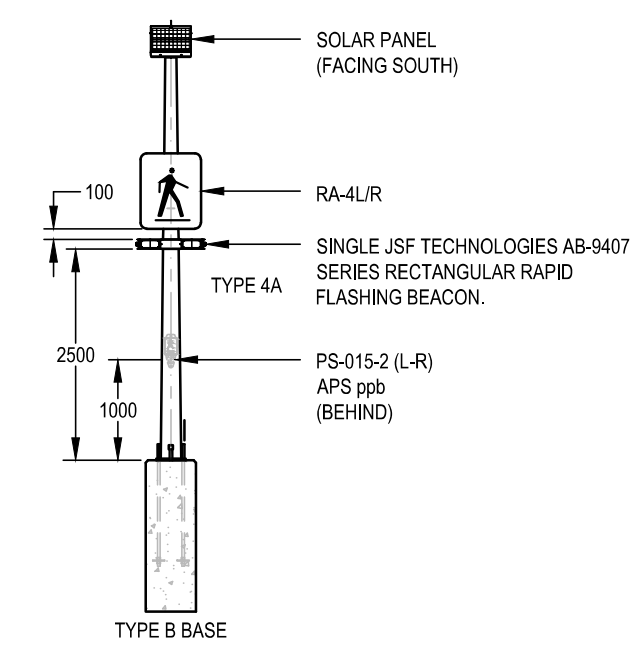 SOLAR PANEL
(FACING SOUTH)
100
RA-4L/R
SINGLE JSF TECHNOLOGIES AB-9407
SERIES RECTANGULAR RAPID
FLASHING BEACON.
TYPE 4A
2500
PS-015-2 (L-R)
APS ppb
(BEHIND)
1000
TYPE B BASE